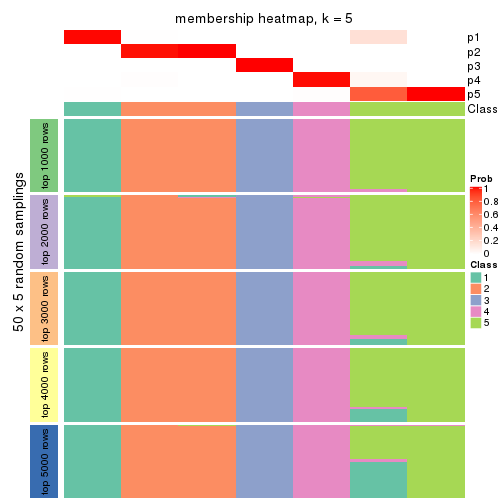 membership heatmap, k = 5
p1
p2
p3
p4
p5
Class
50 x 5 random samplings
top 1000 rows
top 2000 rows
top 3000 rows
top 4000 rows
top 5000 rows
Prob
1
0.8
0.6
0.4
0.2
0
Class
1
2
3
4
5